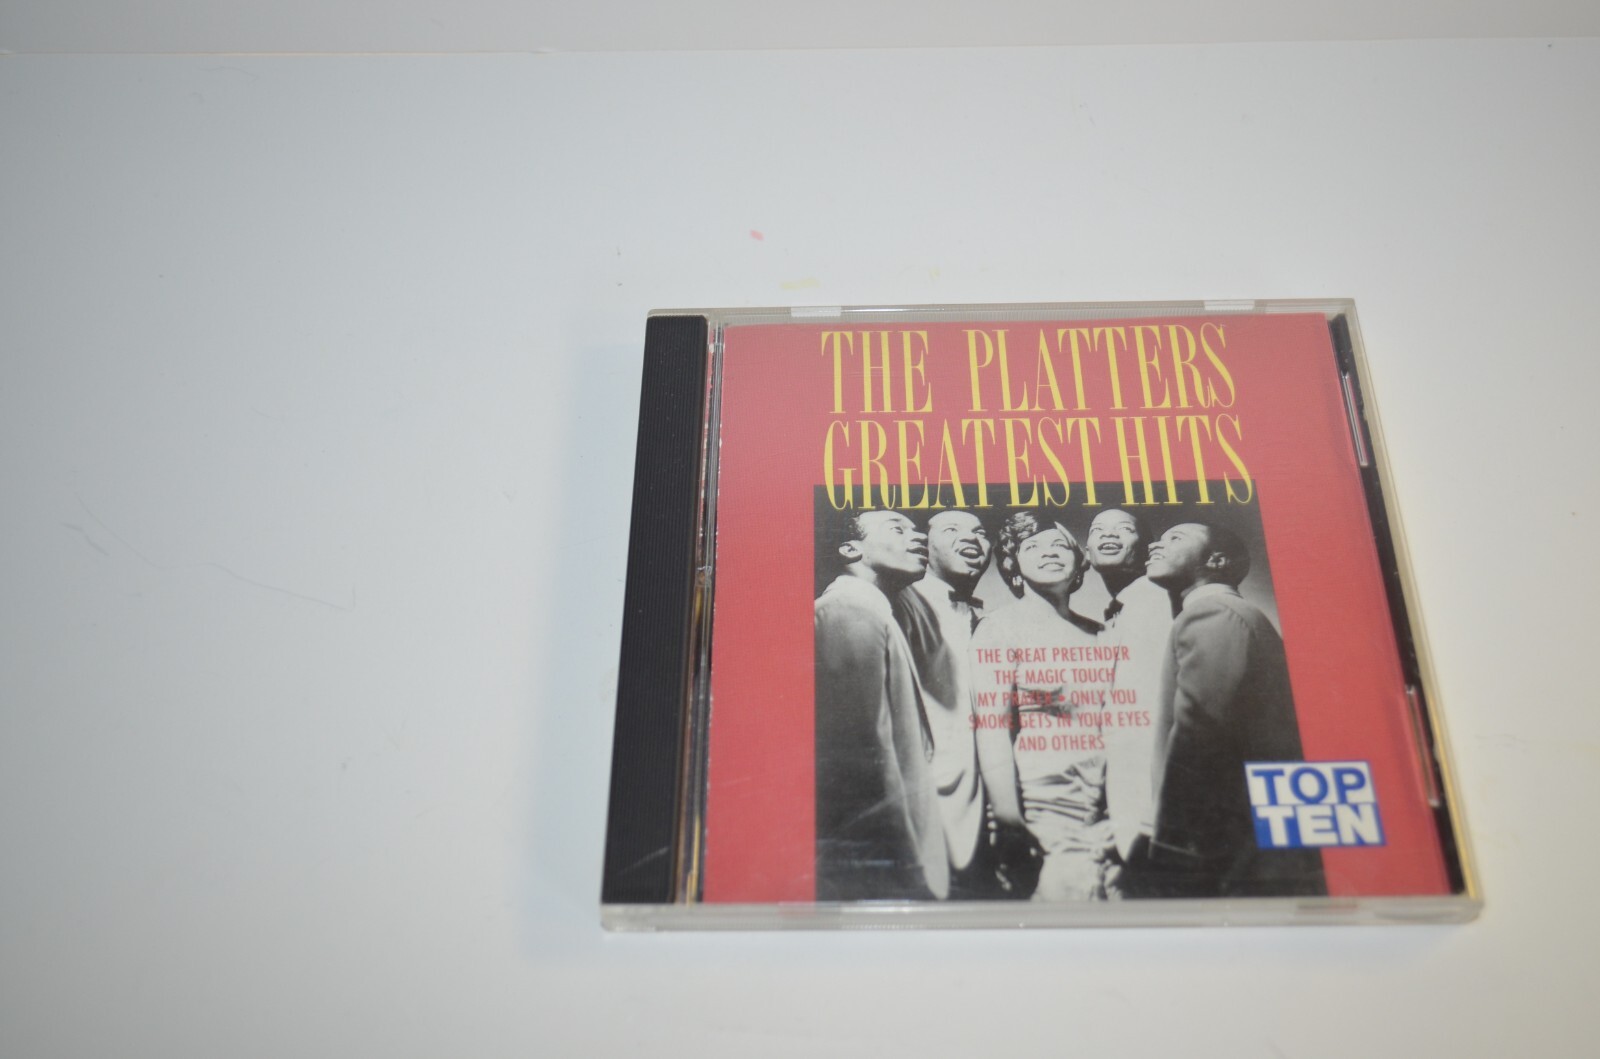 THE PLATTERS
GREATEST HITS
THE GREAT PRETENDER
THE MAGIC TOUCH
MY PRAYER • ONLY YOU
SMOKE GETS IN YOUR EYES
AND OTHERS
TOP
TEN